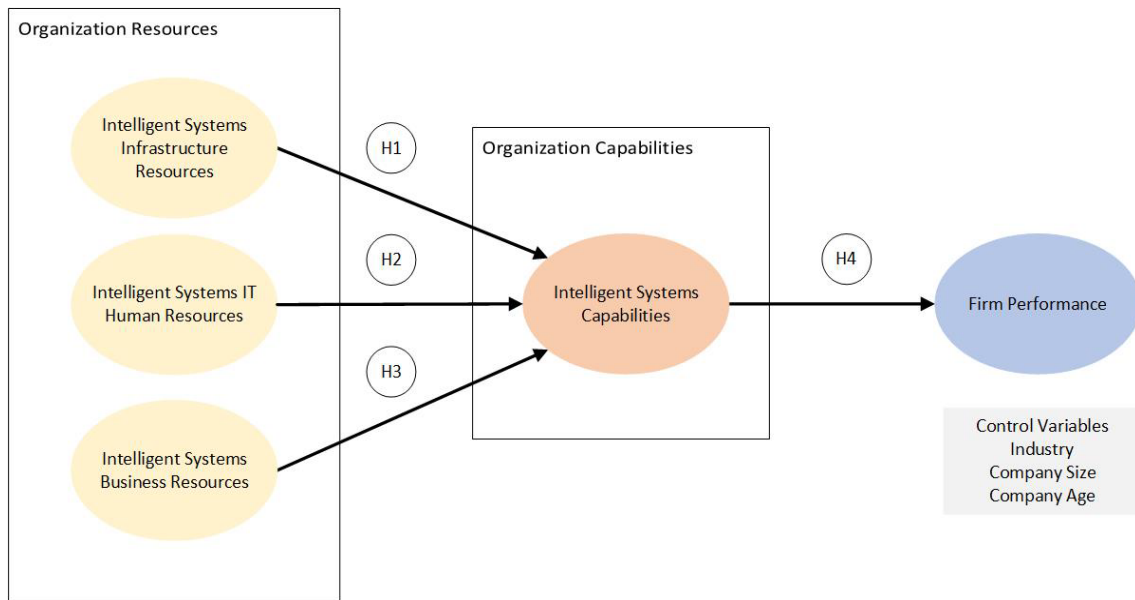 Organization Resources
Intelligent Systems
Infrastructure
Resources
H1
Organization Capabilities
Intelligent Systems IT
Human Resources
H2
Intelligent Systems
Capabilities
H4
Firm Performance
H3
Intelligent Systems
Business Resources
Control Variables
Industry
Company Size
Company Age